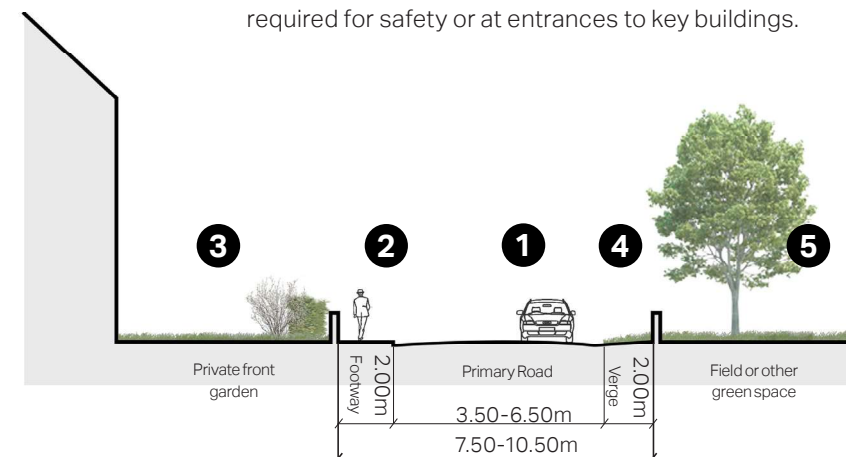 required for safety or at entrances to key buildings.
3
2
1
4
5
Private front
garden
Footway
2.00m
Primary Road
Verge
2.00m
Field or other
green space
3.50-6.50m
7.50-10.50m